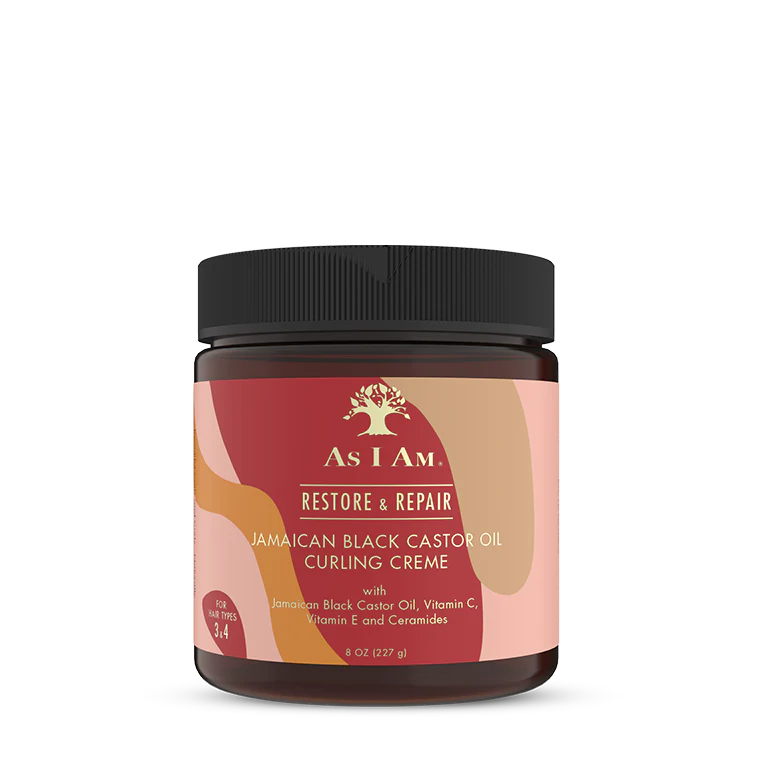 AS I AM®
RESTORE & REPAIR
JAMAICAN BLACK CASTOR OIL
CURLING CREME
with
Jamaican Black Castor Oil, Vitamin C,
Vitamin E and Ceramides
FOR
HAIR TYPES
3 & 4
8 OZ (227 g)